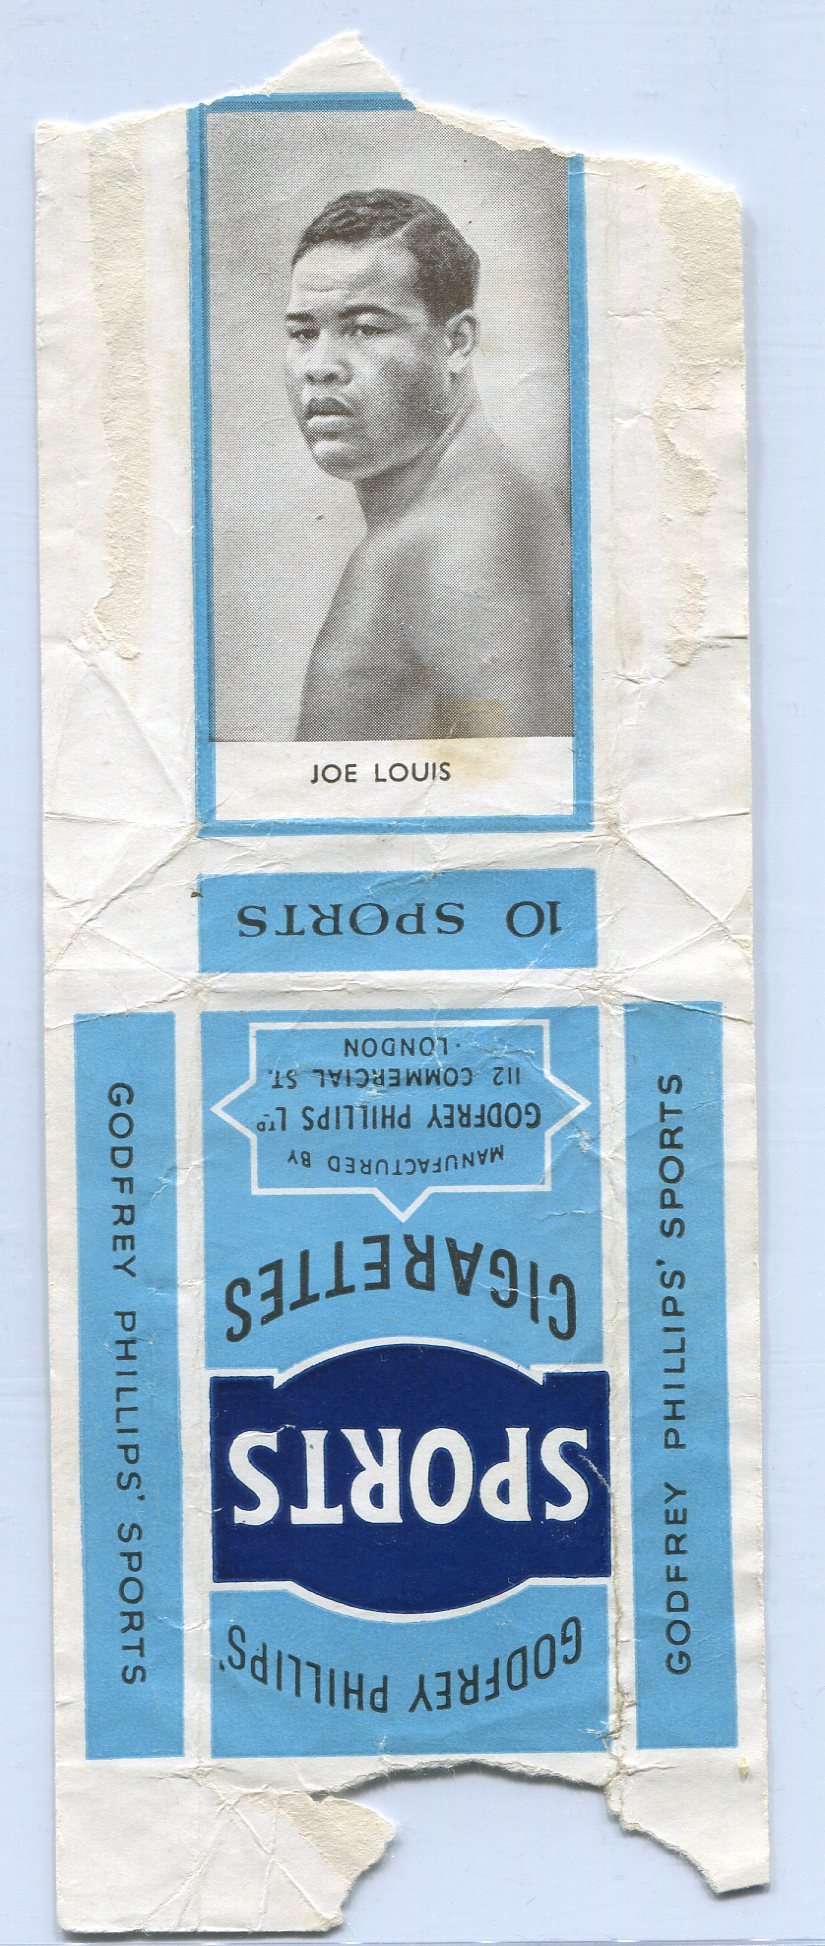 JOE LOUIS
10 SPORTS
GODFREY PHILLIPS'
SPORTS
CIGARETTES
MANUFACTURED BY
GODFREY PHILLIPS LTD
112 COMMERCIAL ST.
LONDON
GODFREY PHILLIPS' SPORTS
GODFREY PHILLIPS' SPORTS